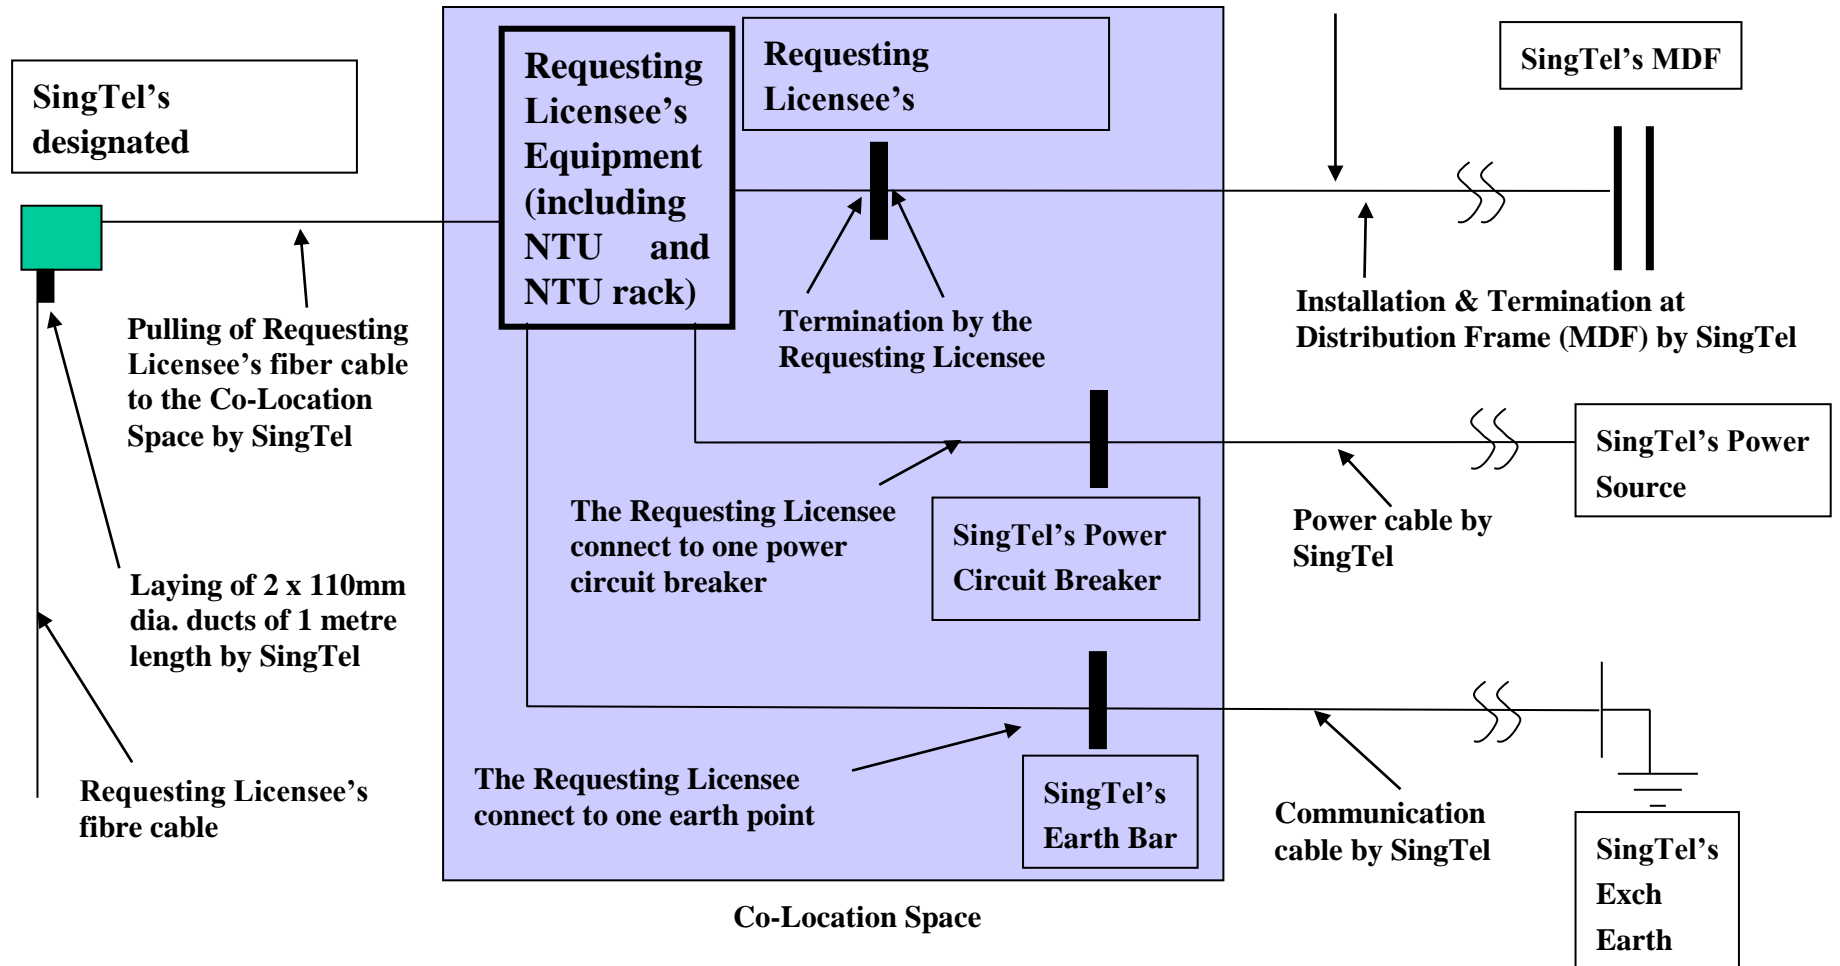 SingTel’s
designated
Requesting
Licensee’s
Equipment
(including
NTU and
NTU rack)
Requesting
Licensee’s
SingTel’s MDF
Pulling of Requesting
Licensee’s fiber cable
to the Co-Location
Space by SingTel
Termination by the
Requesting Licensee
Installation & Termination at
Distribution Frame (MDF) by SingTel
SingTel’s Power
Source
The Requesting Licensee
connect to one power
circuit breaker
SingTel’s Power
Circuit Breaker
Power cable by
SingTel
Laying of 2 x 110mm
dia. ducts of 1 metre
length by SingTel
Requesting Licensee’s
fibre cable
The Requesting Licensee
connect to one earth point
SingTel’s
Earth Bar
Communication
cable by SingTel
SingTel’s
Exch
Earth
Co-Location Space